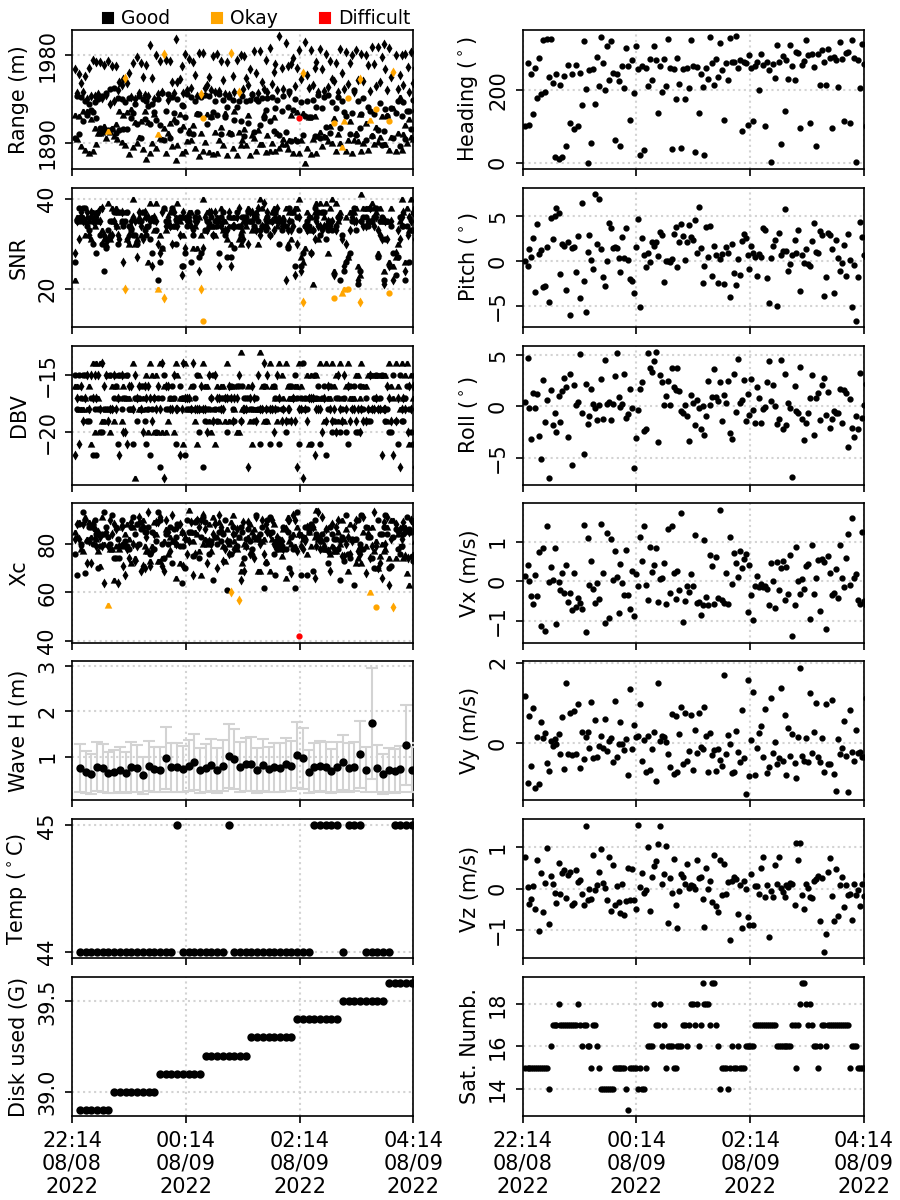 Good Okay Difficult
Range (m)
1980
1890
Heading (°)
200
0
SNR
40
20
Pitch (°)
5
0
−5
DBV
−15
−20
Roll (°)
5
0
−5
Xc
80
60
40
Vx (m/s)
1
0
−1
Wave H (m)
3
2
1
Vy (m/s)
2
0
Temp (°C)
45
44
Vz (m/s)
1
0
−1
Disk used (G)
39.5
39.0
Sat. Numb.
18
16
14
22:14 00:14 02:14 04:14 22:14 00:14 02:14 04:14
08/08 08/09 08/09 08/09 08/08 08/09 08/09 08/09
2022 2022 2022 2022 2022 2022 2022 2022